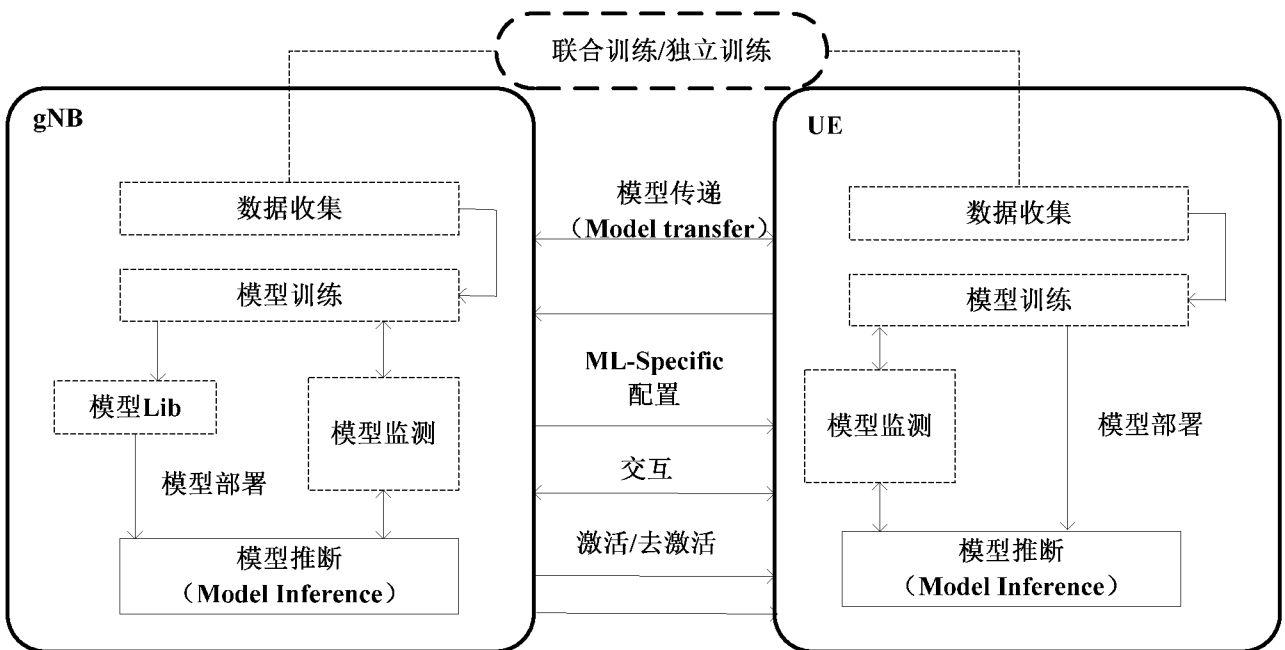 联合训练/独立训练
gNB
数据收集
模型训练
模型Lib
模型监测
模型部署
模型推断
（Model Inference）
模型传递
（Model transfer）
ML-Specific
配置
交互
激活/去激活
UE
数据收集
模型训练
模型监测
模型部署
模型推断
（Model Inference）